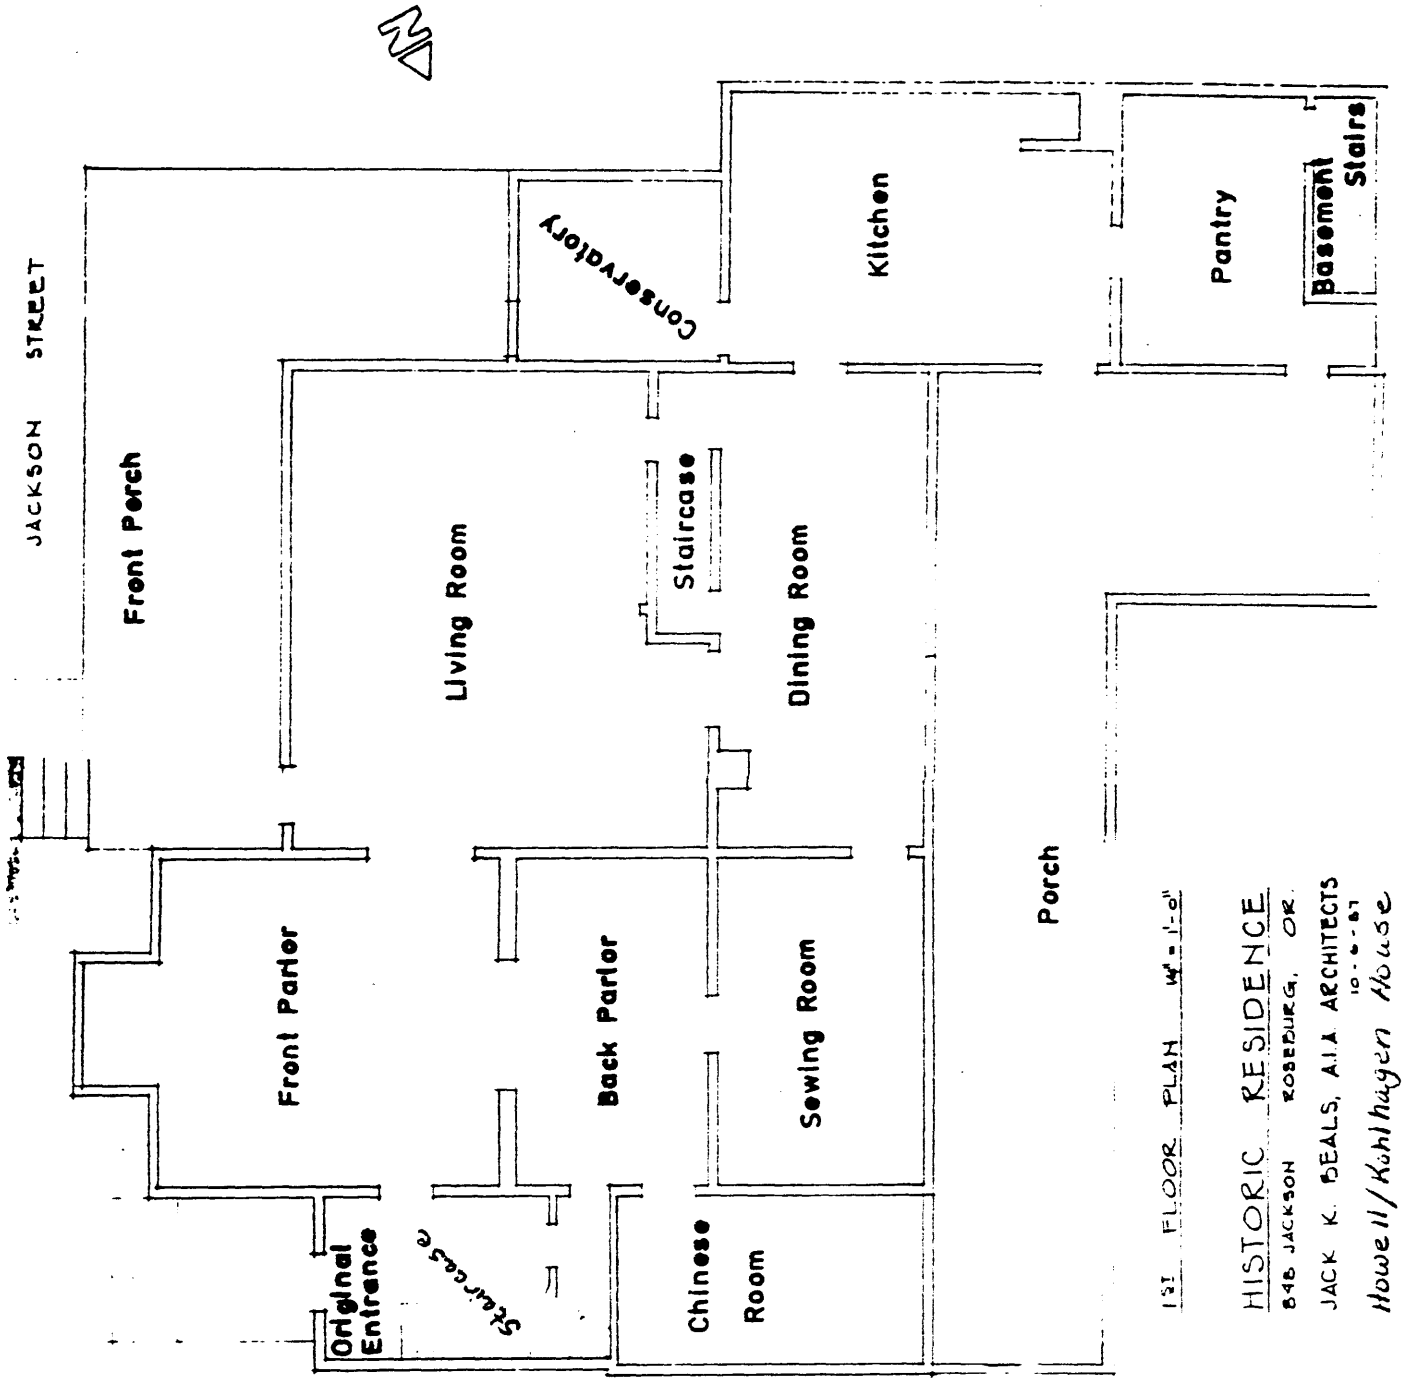 N
JACKSON STREET
Front Porch
Conservatory
Kitchen
Pantry
Basement
Stairs
Living Room
Staircase
Dining Room
Front Parlor
Back Parlor
Sewing Room
Porch
Original
Entrance
Staircase
Chinese
Room
1ST FLOOR PLAN ¼" = 1'-0"
HISTORIC RESIDENCE
848 JACKSON ROSEBURG, OR.
JACK K. BEALS, A.I.A. ARCHITECTS
10-6-87
Howell/Kohlhagen House